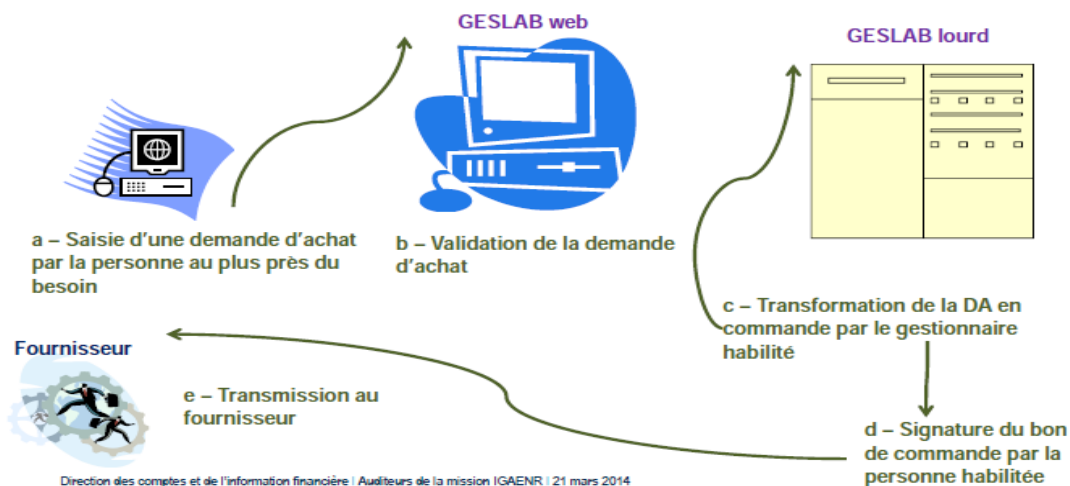 GESLAB web
GESLAB lourd
a – Saisie d'une demande d'achat
par la personne au plus près du
besoin
b – Validation de la demande
d'achat
c – Transformation de la DA en
commande par le gestionnaire
habilité
d – Signature du bon
de commande par la
personne habilitée
Fournisseur
e – Transmission au
fournisseur
Direction des comptes et de l'information financière | Auditeurs de la mission IGAENR | 21 mars 2014